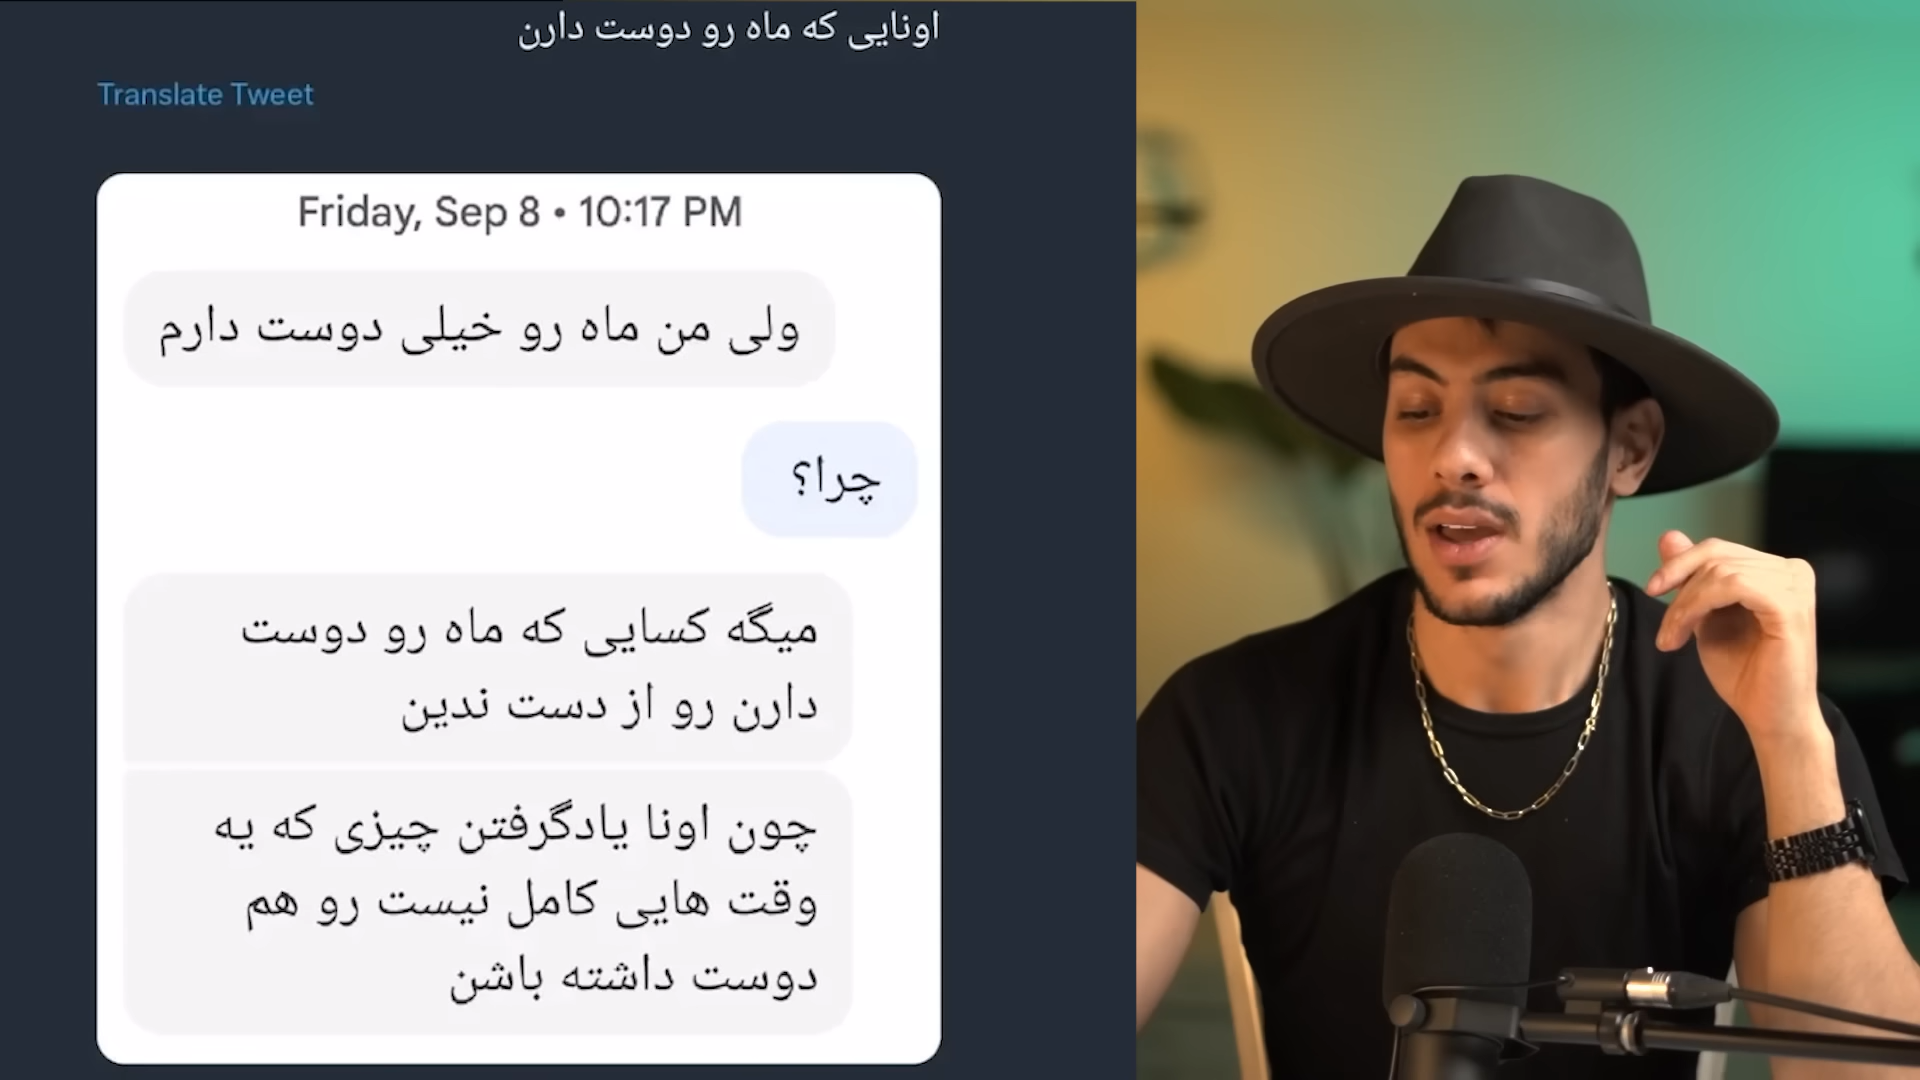 اونایی که ماه رو دوست دارن
Translate Tweet
Friday, Sep 8 • 10:17 PM
ولی من ماه رو خیلی دوست دارم
چرا؟
میگه کسایی که ماه رو دوست
دارن رو از دست ندین
چون اونا یادگرفتن چیزی که یه
وقت هایی کامل نیست رو هم
دوست داشته باشن